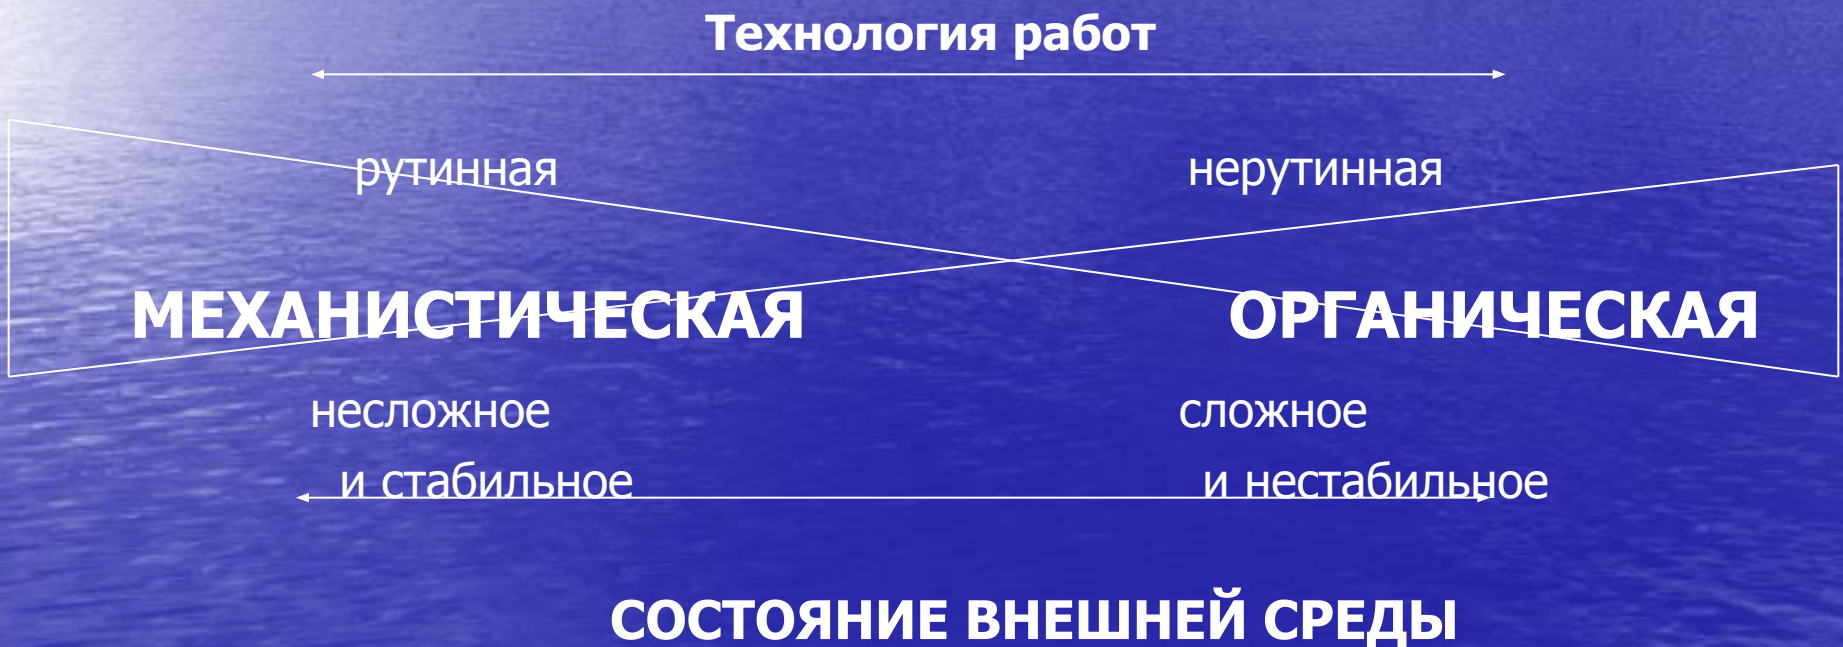 Технология работ
рутинная нерутинная
МЕХАНИСТИЧЕСКАЯ ОРГАНИЧЕСКАЯ
несложное сложное
и стабильное и нестабильное
СОСТОЯНИЕ ВНЕШНЕЙ СРЕДЫ